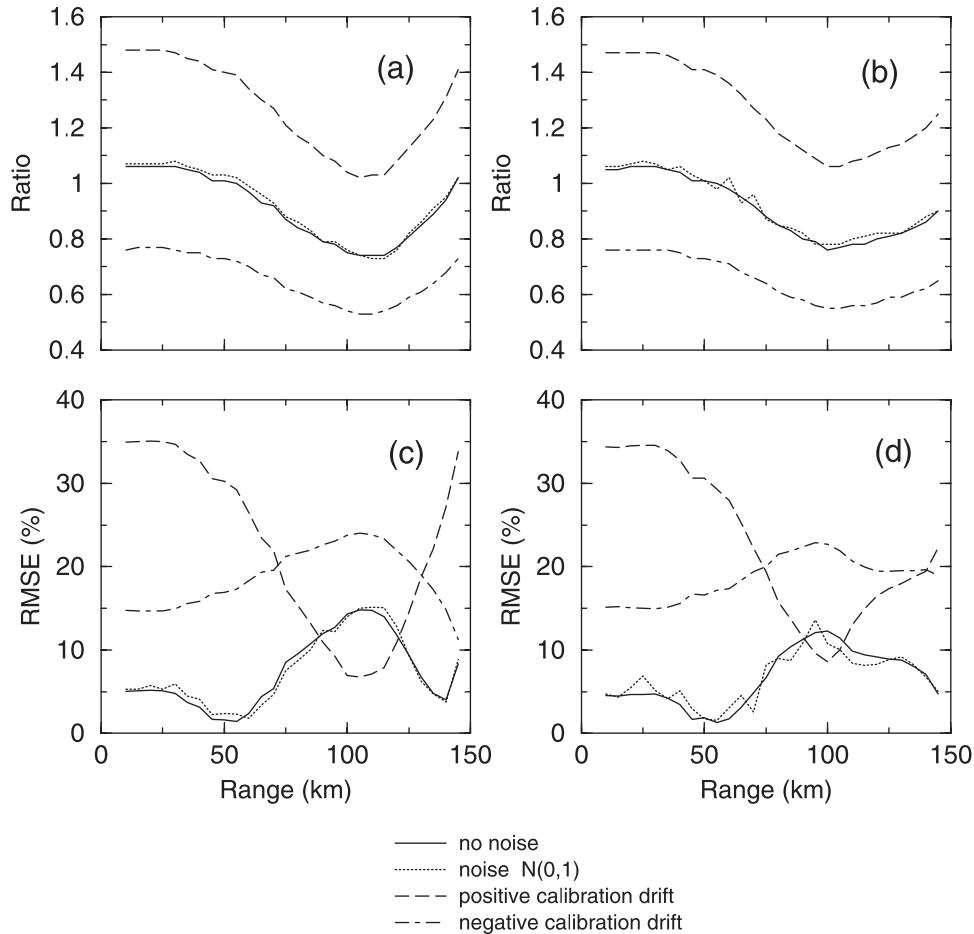 1.6
1.4
1.2
1
0.8
0.6
0.4
Ratio
(a)
1.6
1.4
1.2
1
0.8
0.6
0.4
Ratio
(b)
40
30
20
10
0
RMSE (%)
(c)
0
50
100
150
Range (km)
40
30
20
10
0
RMSE (%)
(d)
0
50
100
150
Range (km)
no noise
noise N(0,1)
positive calibration drift
negative calibration drift